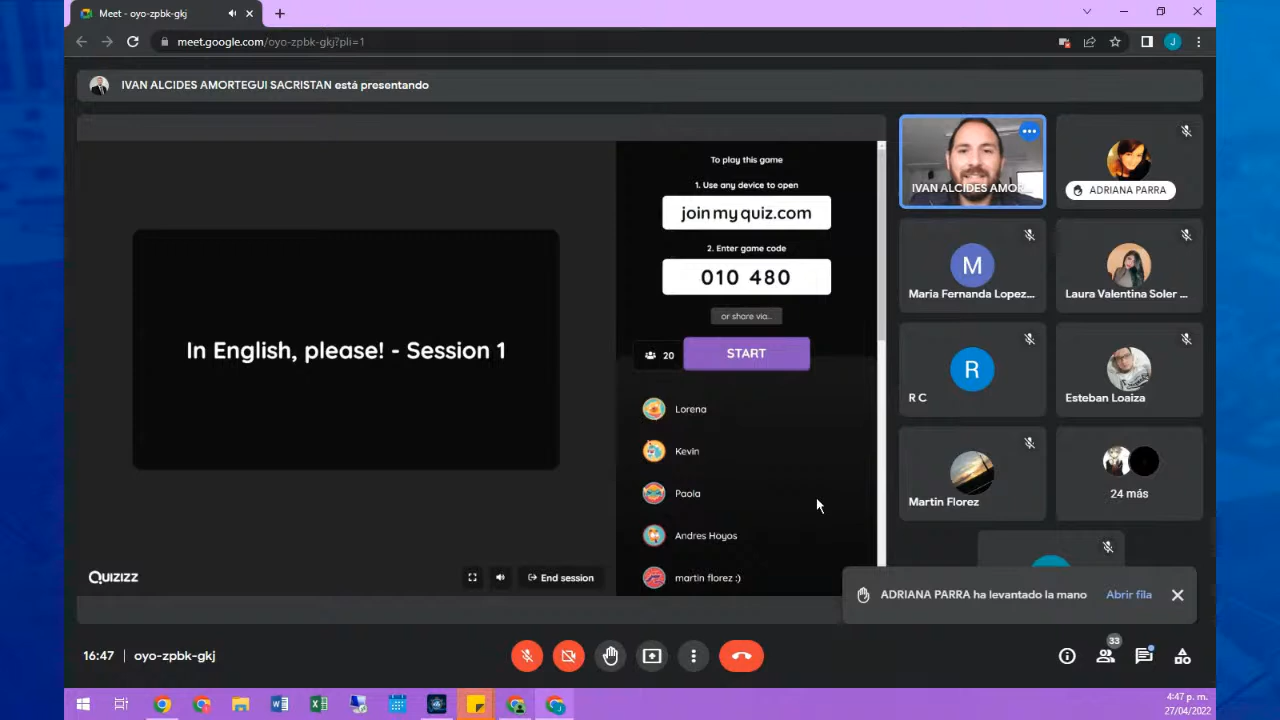 Meet - oyo-zpbk-gkj
meet.google.com/oyo-zpbk-gkj?pli=1
J
IVAN ALCIDES AMORTEGUI SACRISTAN está presentando
In English, please! - Session 1
Quizizz
End session
To play this game
1. Use any device to open
joinmyquiz.com
2. Enter game code
010 480
or share via...
20
START
Lorena
Kevin
Paola
Andres Hoyos
martin florez :)
IVAN ALCIDES AMOR...
ADRIANA PARRA
M
Maria Fernanda Lopez...
Laura Valentina Soler ...
R
R C
Esteban Loaiza
Martin Florez
24 más
ADRIANA PARRA ha levantado la mano
Abrir fila
16:47 | oyo-zpbk-gkj
33
4:47 p. m.
27/04/2022